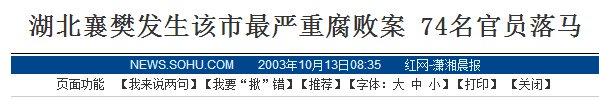 湖北襄樊发生该市最严重腐败案 74名官员落马
NEWS.SOHU.COM 2003年10月13日08:35 红网-潇湘晨报
页面功能 【我来说两句】【我要“揪”错】【推荐】【字体：大 中 小】【打印】 【关闭】